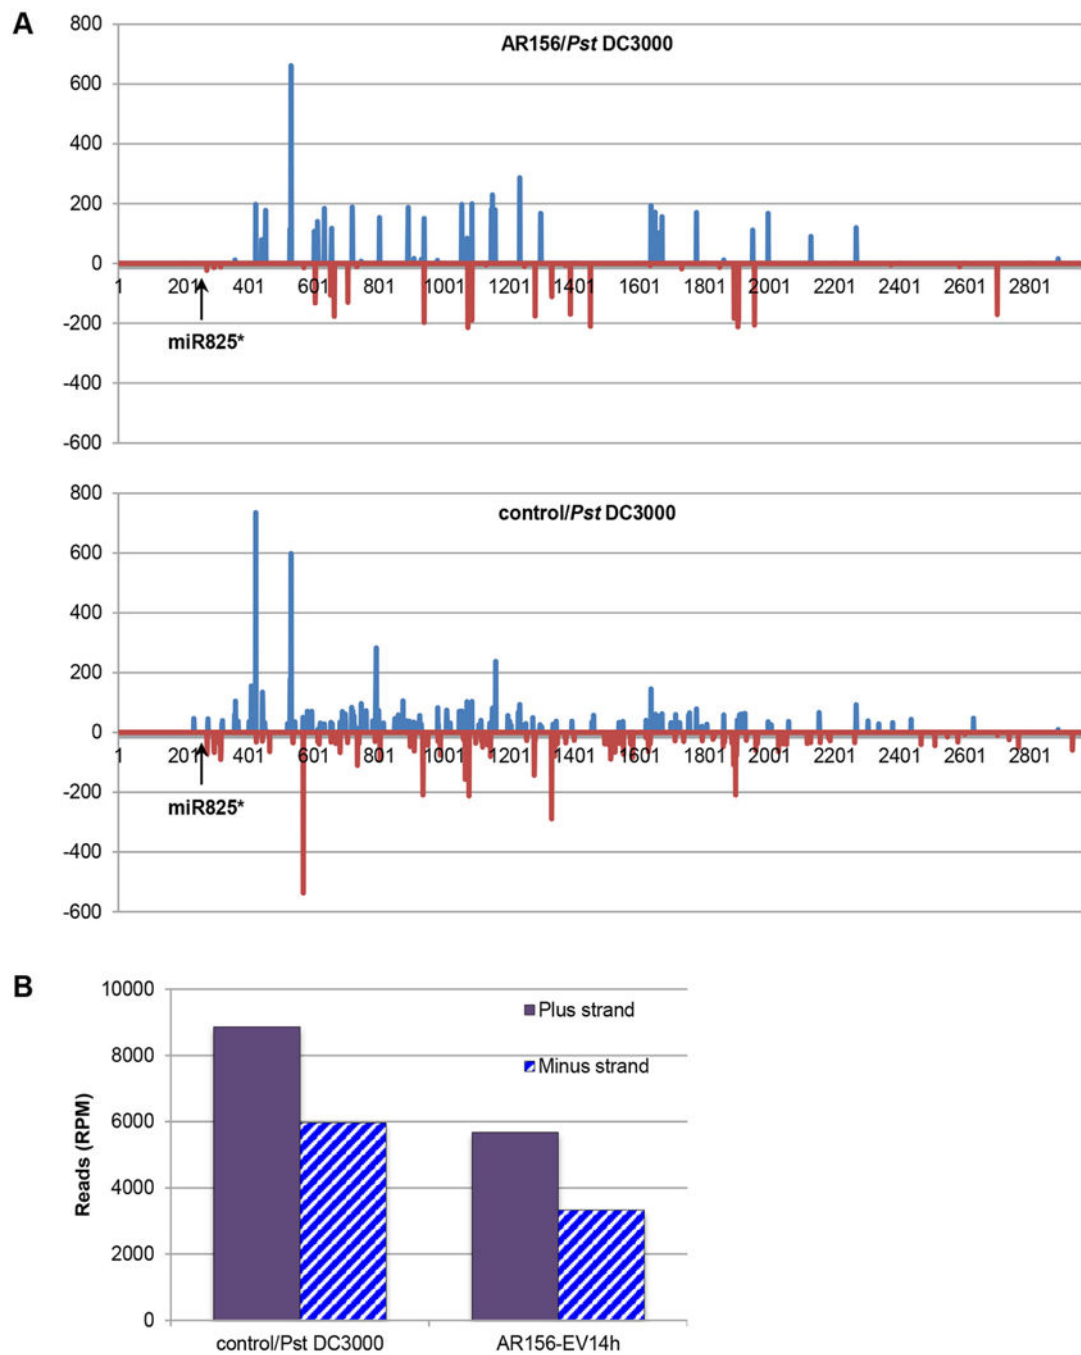 A
AR156/Pst DC3000
800
600
400
200
0
-200
-400
-600
1 201 401 601 801 1001 1201 1401 1601 1801 2001 2201 2401 2601 2801
miR825*
control/Pst DC3000
800
600
400
200
0
-200
-400
-600
1 201 401 601 801 1001 1201 1401 1601 1801 2001 2201 2401 2601 2801
miR825*
B
Reads (RPM)
10000
8000
6000
4000
2000
0
Plus strand
Minus strand
control/Pst DC3000 AR156-EV14h